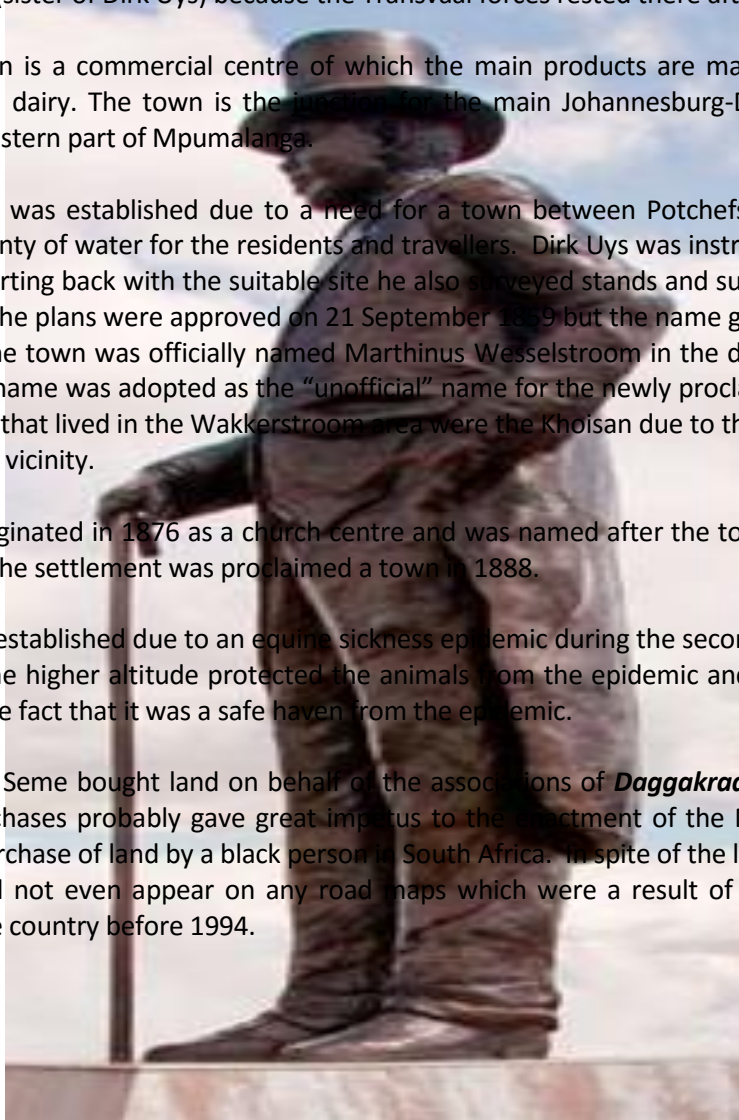 (sister of Dirk Uys) because the Transvaal forces rested there aft
n is a commercial centre of which the main products are ma
dairy. The town is the junction for the main Johannesburg-D
stern part of Mpumalanga.
was established due to a need for a town between Potchefs
nty of water for the residents and travellers. Dirk Uys was instr
rting back with the suitable site he also surveyed stands and su
he plans were approved on 21 September 1859 but the name g
he town was officially named Marthinus Wesselstroom in the d
name was adopted as the “unofficial” name for the newly procla
that lived in the Wakkerstroom area were the Khoisan due to th
vicinity.
ginated in 1876 as a church centre and was named after the to
he settlement was proclaimed a town in 1888.
established due to an equine sickness epidemic during the secon
he higher altitude protected the animals from the epidemic and
e fact that it was a safe haven from the epidemic.
Seme bought land on behalf of the associations of Daggakraa
chases probably gave great impetus to the enactment of the
rchase of land by a black person in South Africa. In spite of the l
d not even appear on any road maps which were a result of
e country before 1994.